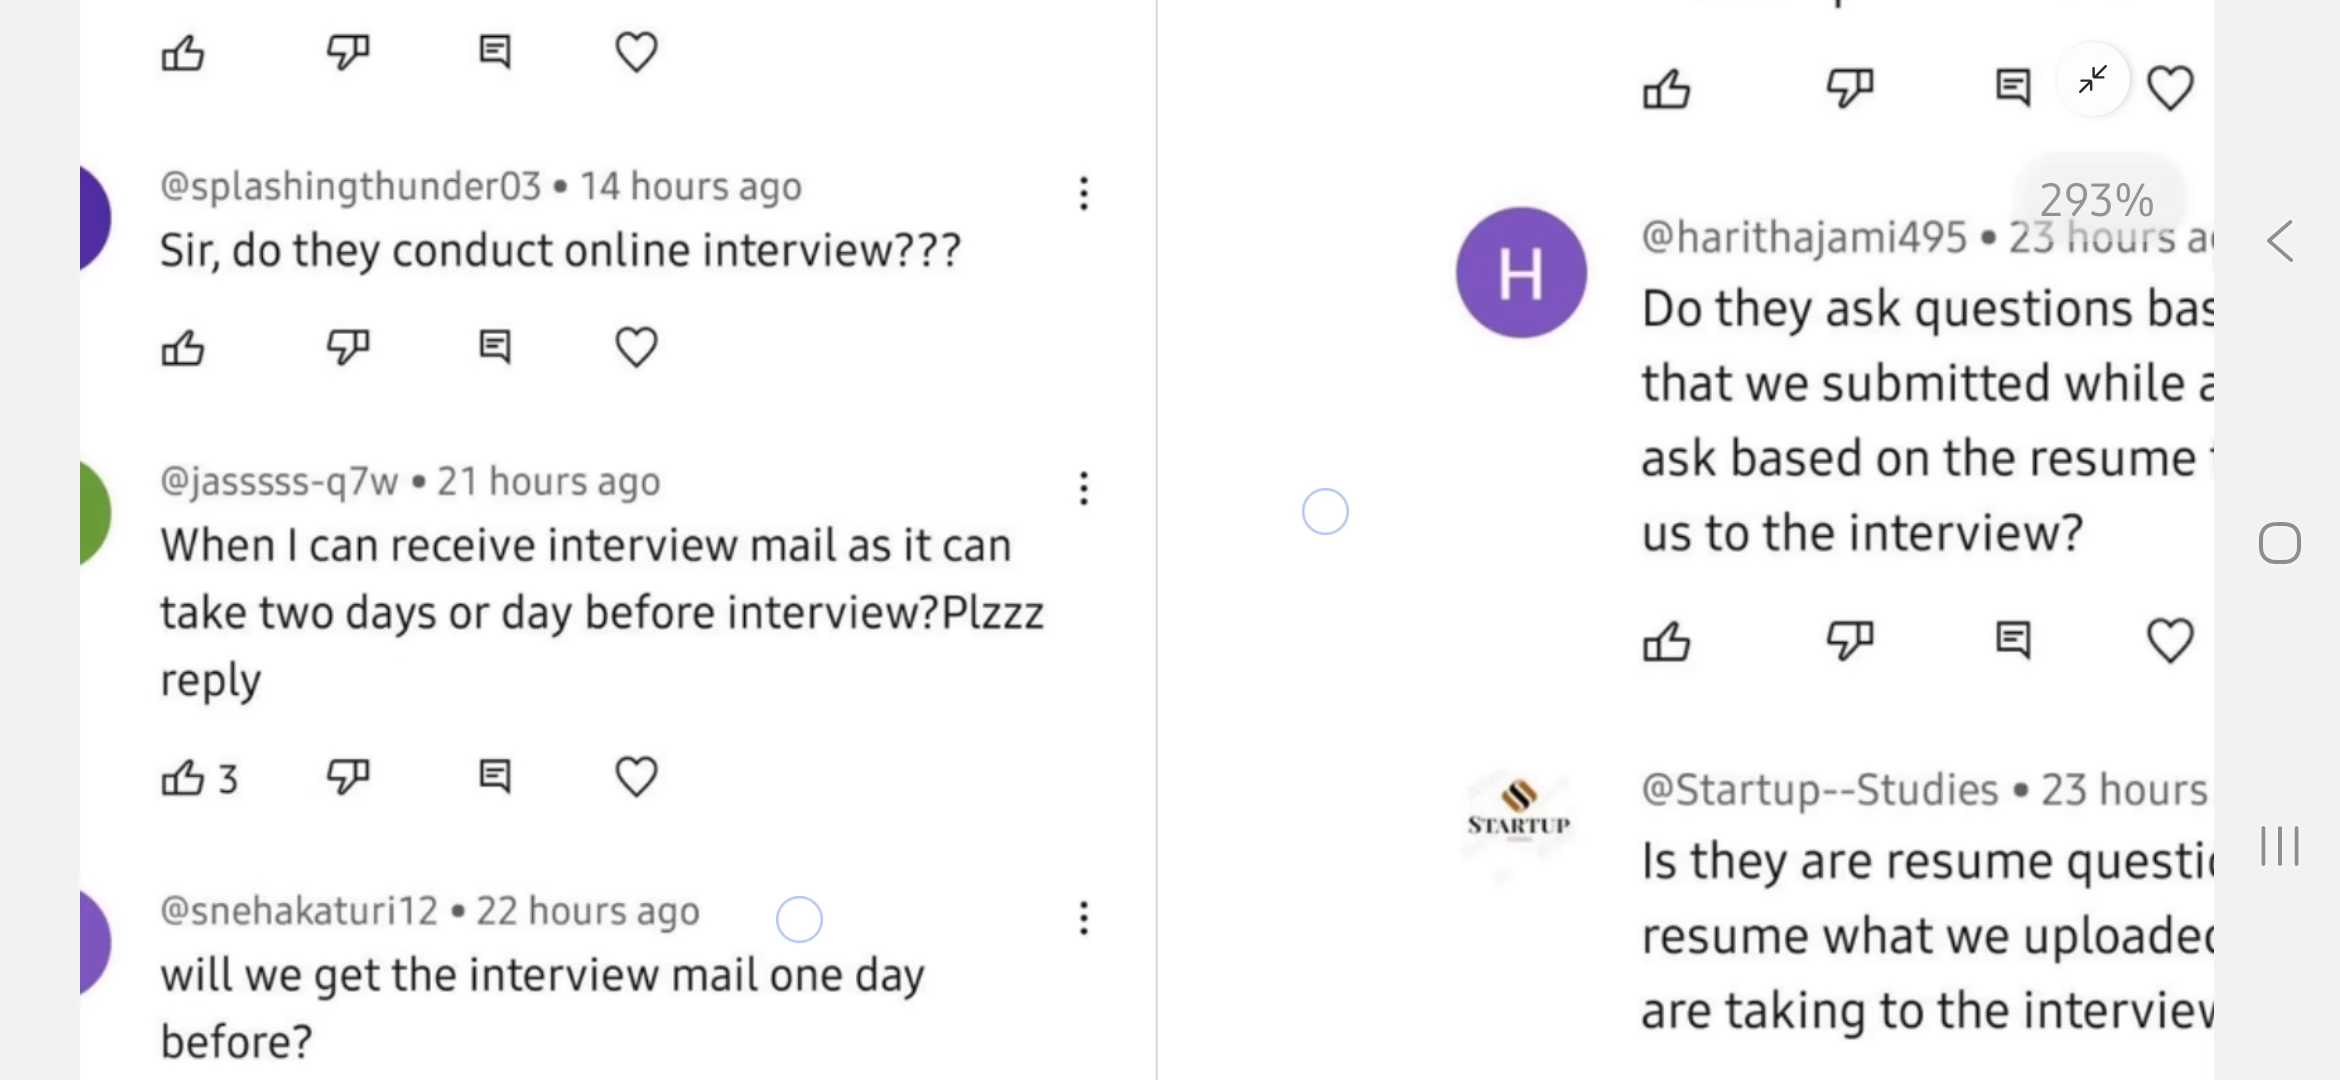 @splashingthunder03 • 14 hours ago
Sir, do they conduct online interview???
@jasssss-q7w • 21 hours ago
When I can receive interview mail as it can
take two days or day before interview?Plzzz
reply
3
@snehakaturi12 • 22 hours ago
will we get the interview mail one day
before?
293%
H
@harithajami495 • 23 hours
Do they ask questions
that we submitted while
ask based on the resume
us to the interview?
STARTUP
@Startup--Studies • 23 hours
Is they are resume
resume what we
are taking to the